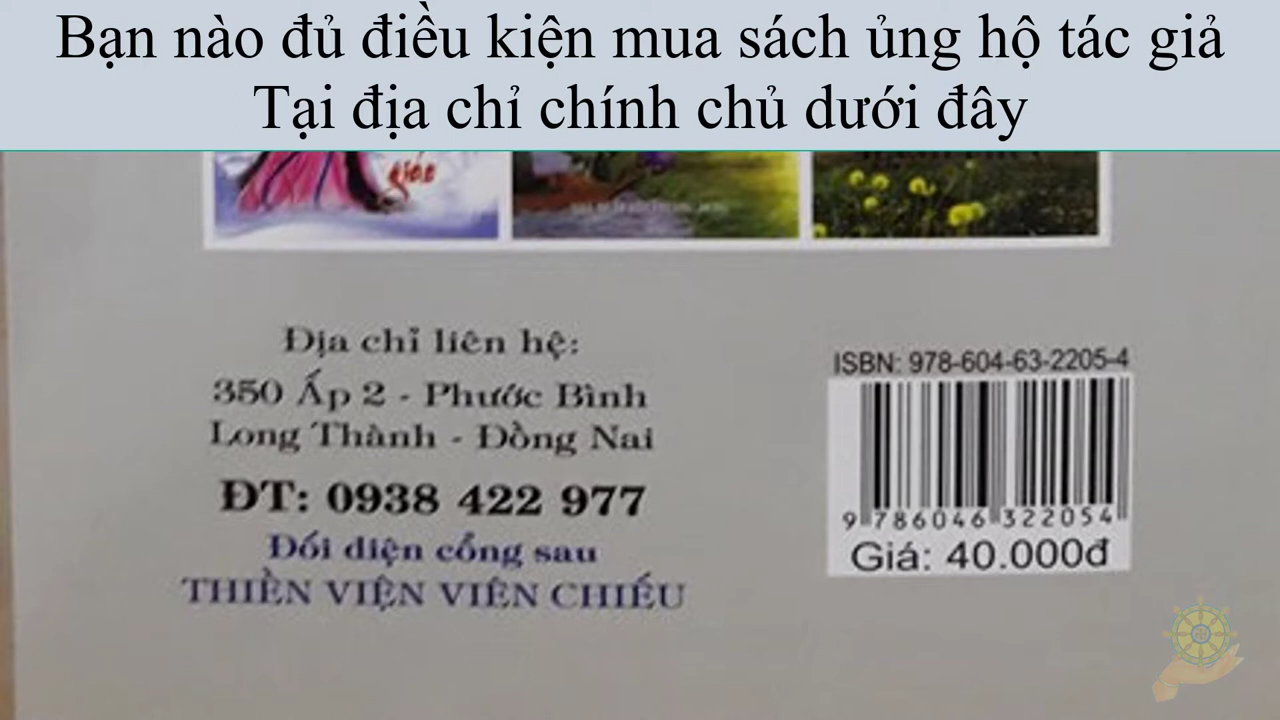 Bạn nào đủ điều kiện mua sách ủng hộ tác giả
Tại địa chỉ chính chủ dưới đây
giác
Địa chỉ liên hệ:
350 Ấp 2 - Phước Bình
Long Thành - Đồng Nai
ĐT: 0938 422 977
Đối diện cổng sau
THIỀN VIỆN VIÊN CHIẾU
ISBN: 978-604-63-2205-4
9 786046 322054
Giá: 40.000đ